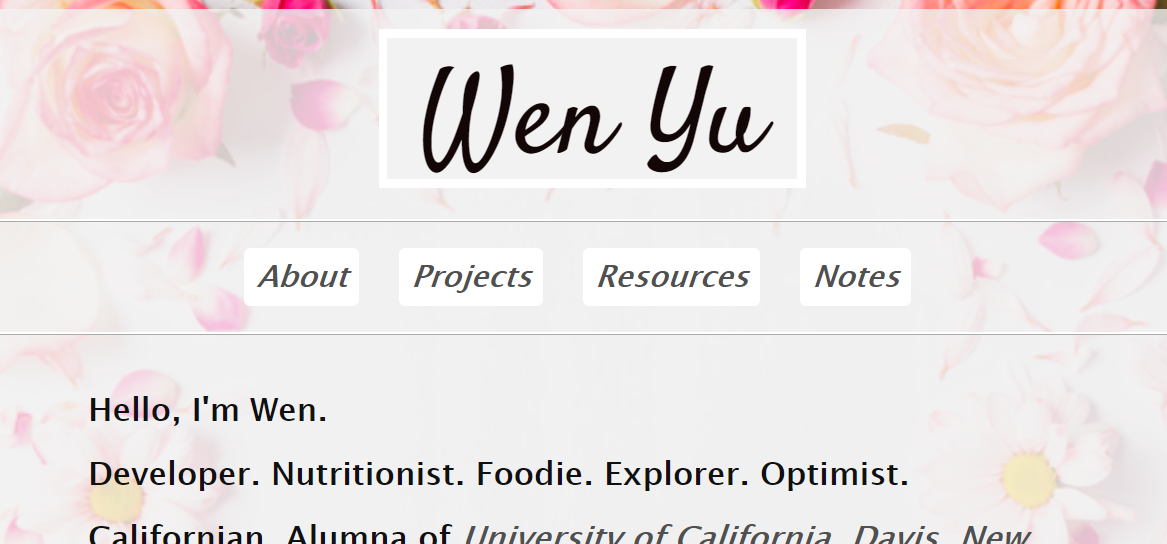 Wen Yu
About Projects Resources Notes
Hello, I'm Wen.
Developer. Nutritionist. Foodie. Explorer. Optimist.
Californian. Alumna of University of California, Davis, New